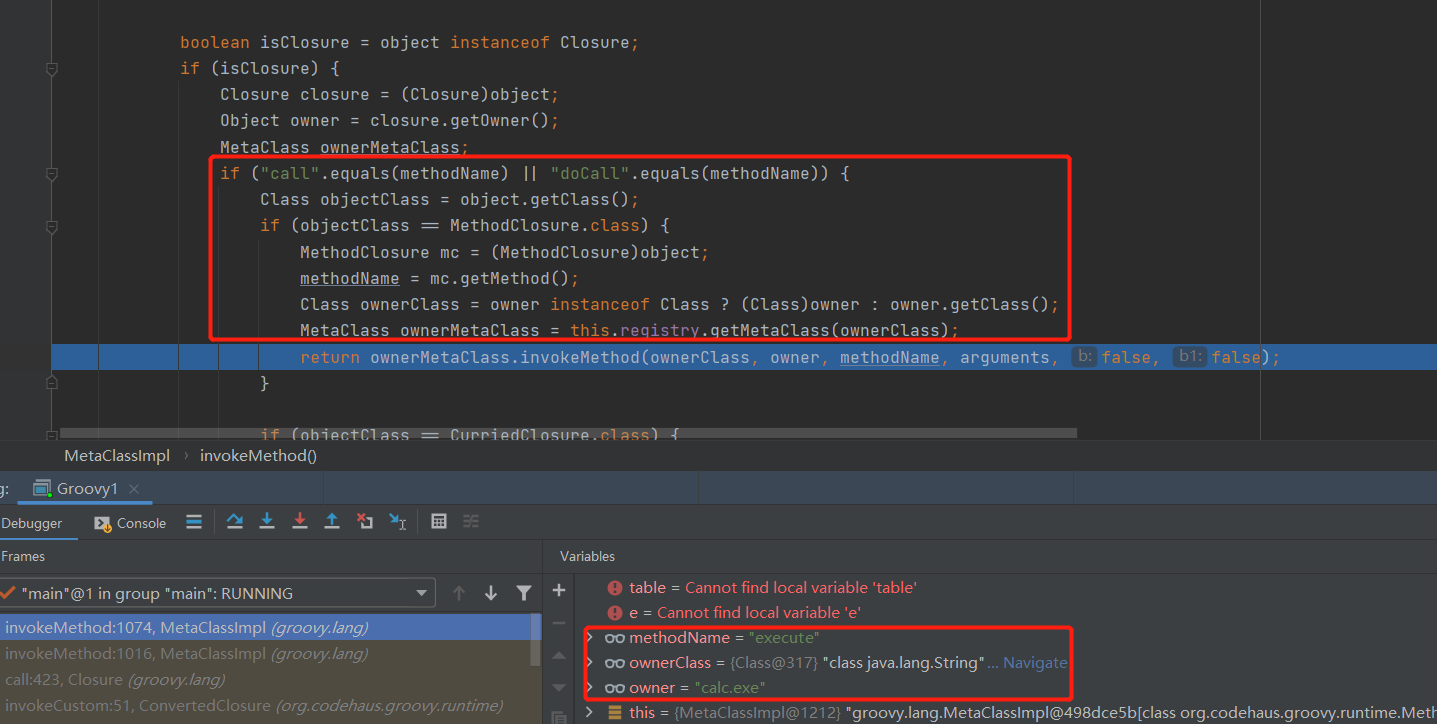 boolean isClosure = object instanceof Closure;
if (isClosure) {
Closure closure = (Closure)object;
Object owner = closure.getOwner();
MetaClass ownerMetaClass;
if ("call".equals(methodName) || "doCall".equals(methodName)) {
Class objectClass = object.getClass();
if (objectClass == MethodClosure.class) {
MethodClosure mc = (MethodClosure)object;
methodName = mc.getMethod();
Class ownerClass = owner instanceof Class ? (Class)owner : owner.getClass();
MetaClass ownerMetaClass = this.registry.getMetaClass(ownerClass);
return ownerMetaClass.invokeMethod(ownerClass, owner, methodName, arguments, b: false, b1: false);
}
if (objectClass == CurriedClosure.class) {
MetaClassImpl › invokeMethod()
g: Groovy1 ×
Debugger Console
Frames Variables
"main"@1 in group "main": RUNNING
invokeMethod:1074, MetaClassImpl (groovy.lang)
invokeMethod:1016, MetaClassImpl (groovy.lang)
call:423, Closure (groovy.lang)
invokeCustom:51, ConvertedClosure (org.codehaus.groovy.runtime)
table = Cannot find local variable 'table'
e = Cannot find local variable 'e'
methodName = "execute"
ownerClass = {Class@317} "class java.lang.String"... Navigate
owner = "calc.exe"
this = {MetaClassImpl@1212} "groovy.lang.MetaClassImpl@498dce5b[class org.codehaus.groovy.runtime.Meth